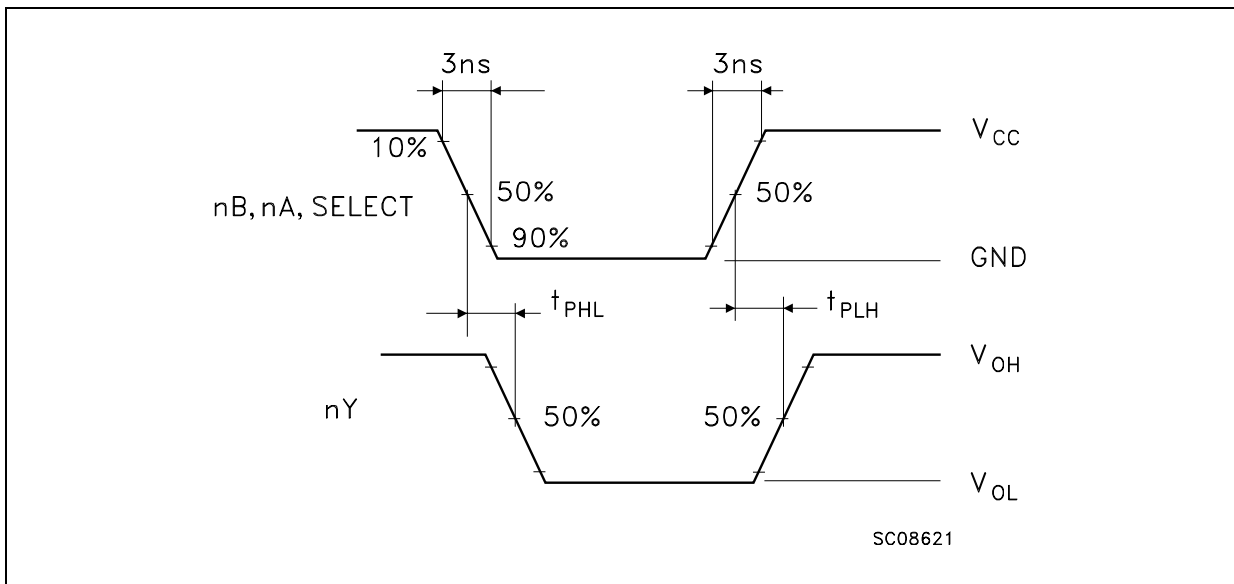 3ns 3ns
10% V_CC
nB, nA, SELECT 50% 50%
90% GND
t_PHL t_PLH
V_OH
nY 50% 50%
V_OL
SC08621